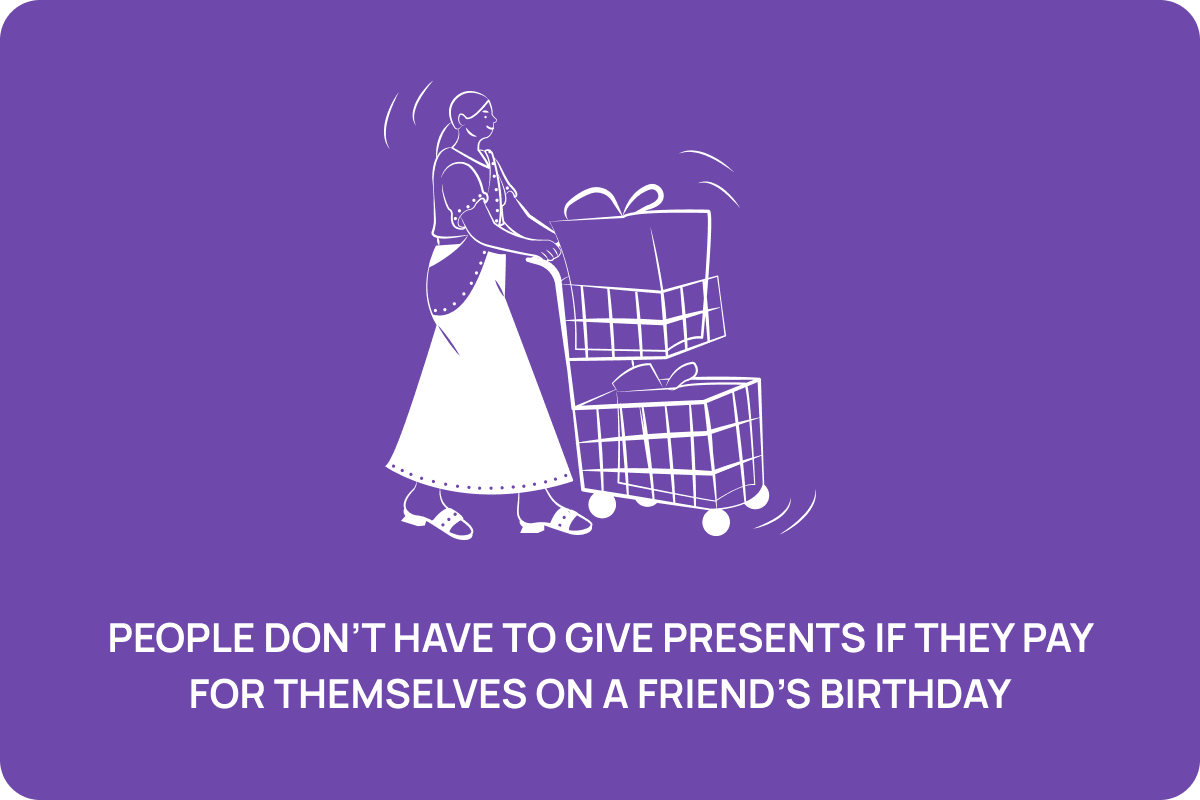 PEOPLE DON’T HAVE TO GIVE PRESENTS IF THEY PAY
FOR THEMSELVES ON A FRIEND’S BIRTHDAY